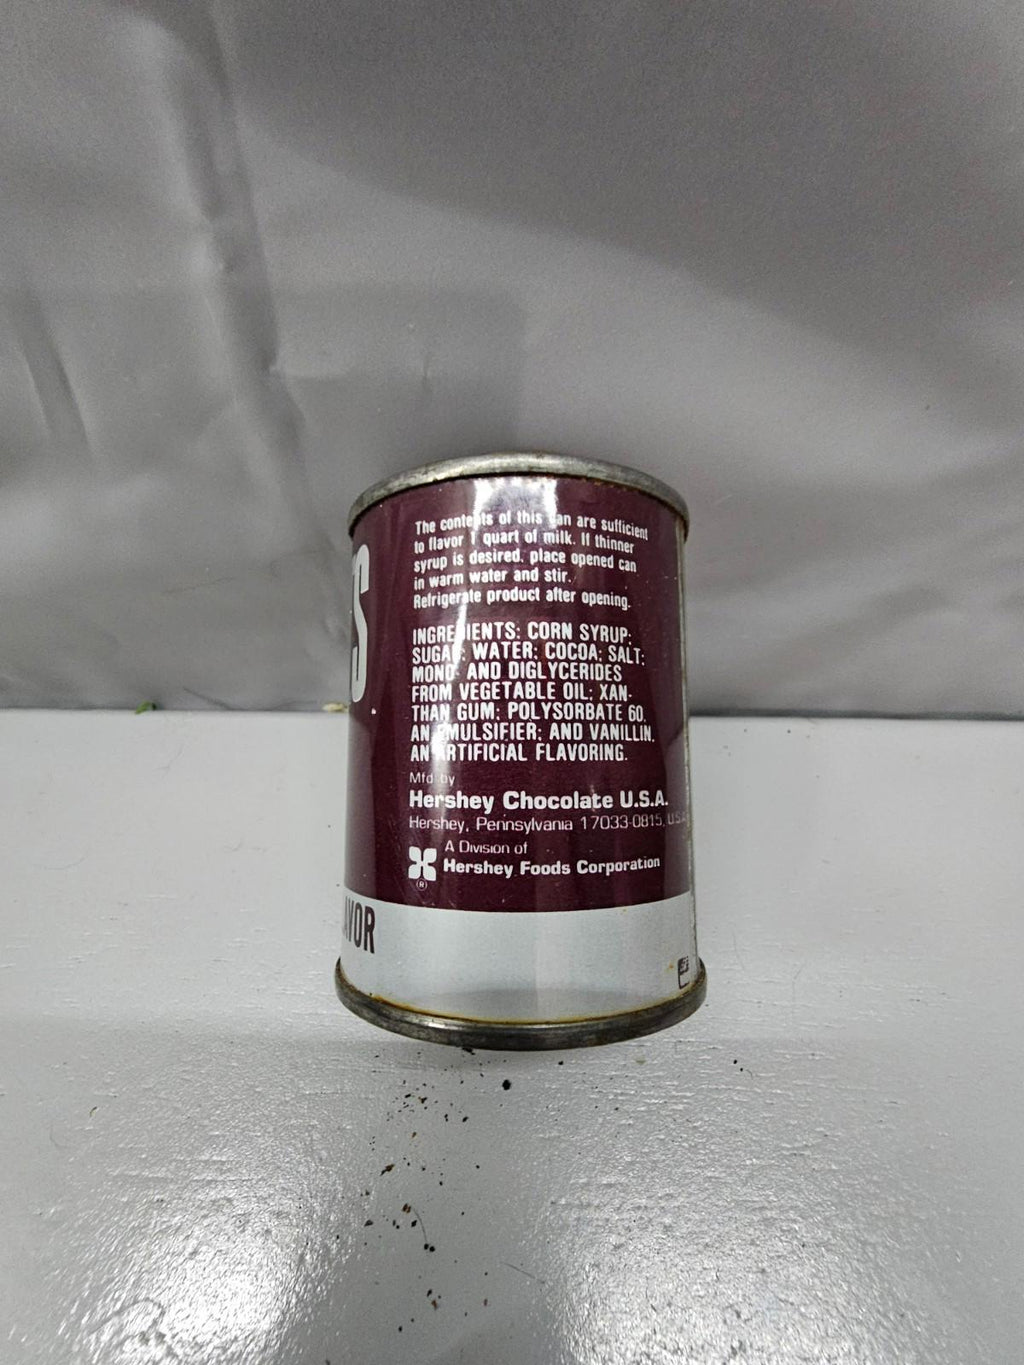 The contents of this can are sufficient
to flavor 1 quart of milk. If thinner
syrup is desired, place opened can
in warm water and stir.
Refrigerate product after opening.
INGREDIENTS: CORN SYRUP;
SUGAR; WATER; COCOA; SALT;
MONO- AND DIGLYCERIDES
FROM VEGETABLE OIL; XAN-
THAN GUM; POLYSORBATE 60,
AN EMULSIFIER; AND VANILLIN,
AN ARTIFICIAL FLAVORING.
Mfd by
Hershey Chocolate U.S.A.
Hershey, Pennsylvania 17033-0815, U.S.A.
A Division of
Hershey Foods Corporation
(R)
'S
AVOR